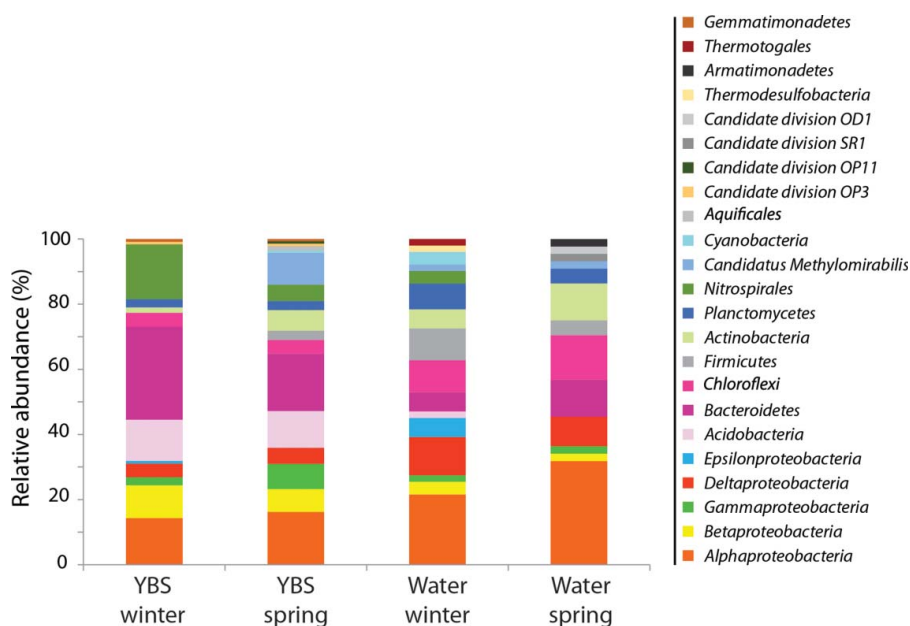 Gemmatimonadetes
Thermotogales
Armatimonadetes
Thermodesulfobacteria
Candidate division OD1
Candidate division SR1
Candidate division OP11
Candidate division OP3
Aquificales
Cyanobacteria
Candidatus Methylomirabilis
Nitrospirales
Planctomycetes
Actinobacteria
Firmicutes
Chloroflexi
Bacteroidetes
Acidobacteria
Epsilonproteobacteria
Deltaproteobacteria
Gammaproteobacteria
Betaproteobacteria
Alphaproteobacteria
Relative abundance (%)
100
80
60
40
20
0
YBS
winter
YBS
spring
Water
winter
Water
spring